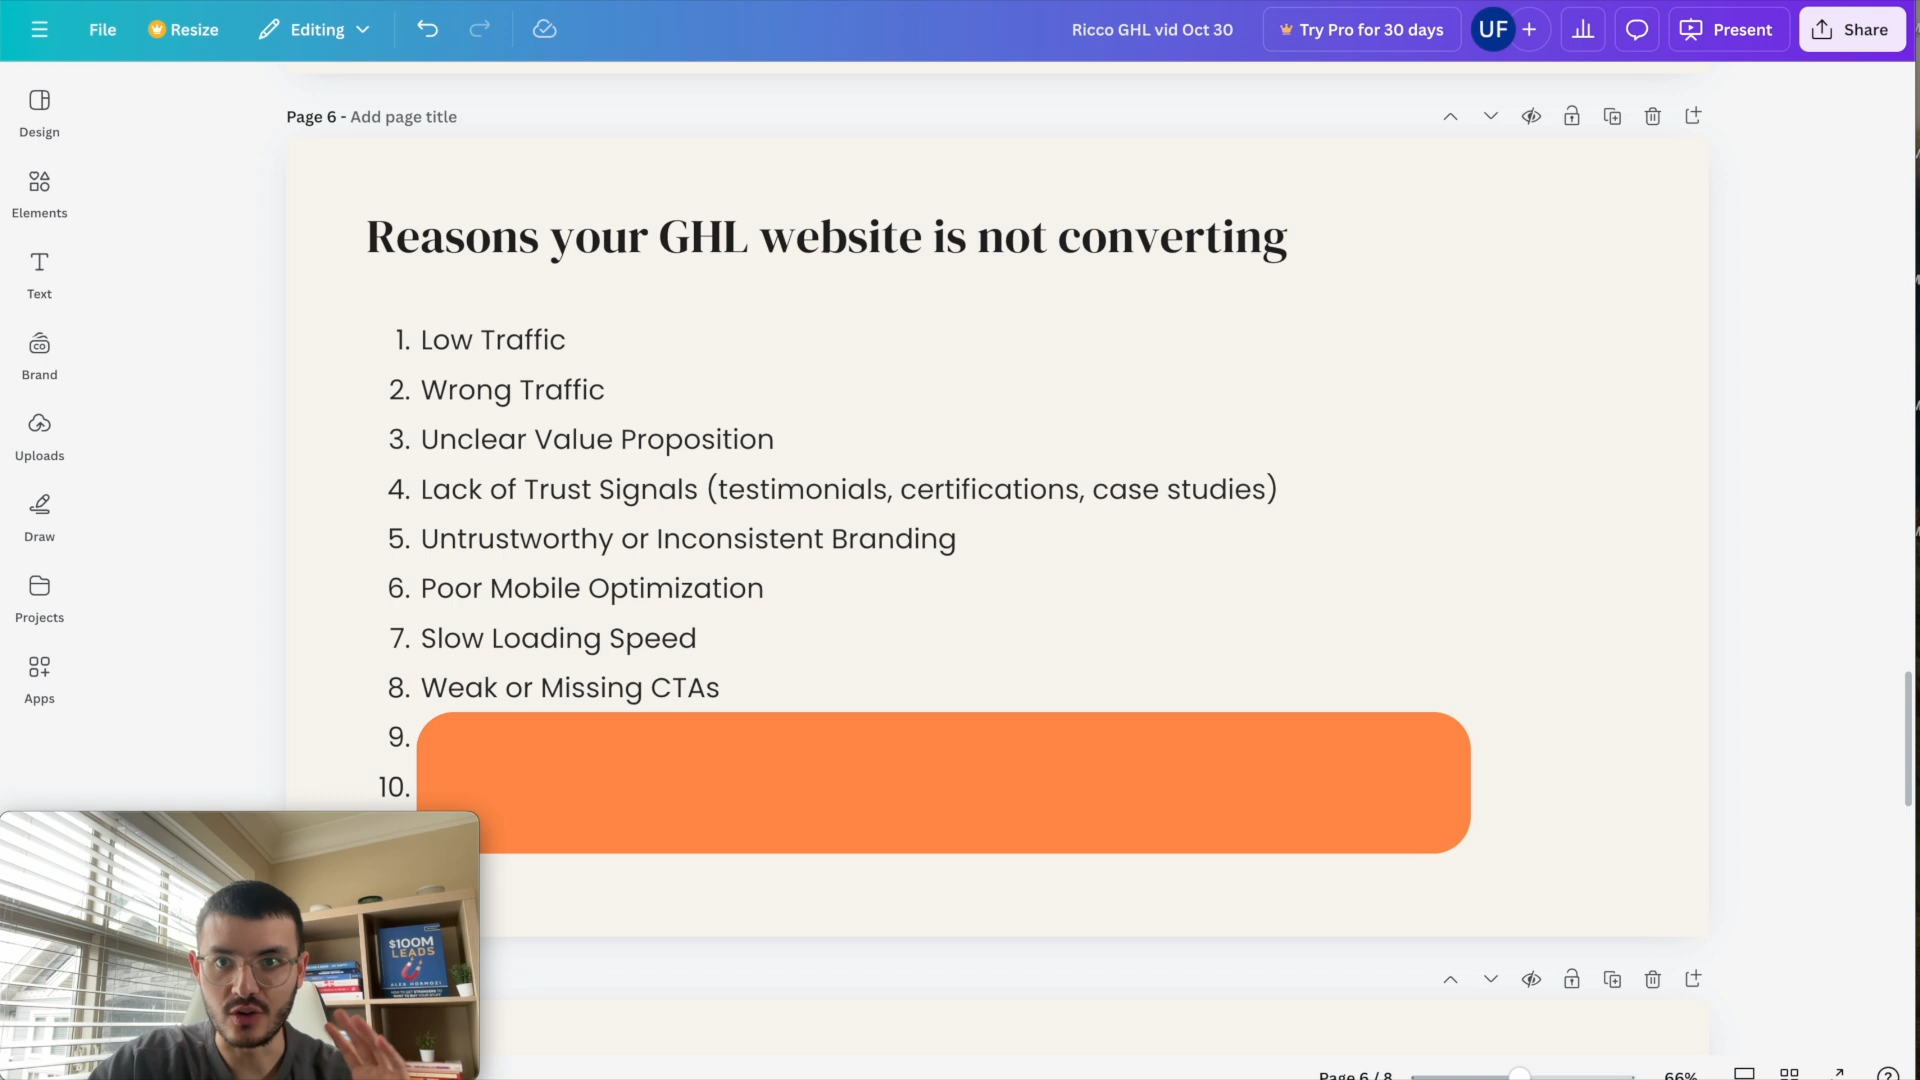 File
Resize
Editing
Ricco GHL vid Oct 30
Try Pro for 30 days
UF
Present
Share
Design
Elements
Text
Brand
Uploads
Draw
Projects
Apps
Page 6 - Add page title
Reasons your GHL website is not converting
1. Low Traffic
2. Wrong Traffic
3. Unclear Value Proposition
4. Lack of Trust Signals (testimonials, certifications, case studies)
5. Untrustworthy or Inconsistent Branding
6. Poor Mobile Optimization
7. Slow Loading Speed
8. Weak or Missing CTAs
9.
10.
$100M
LEADS
ALEX HORMOZI
Page 6 / 8
66%